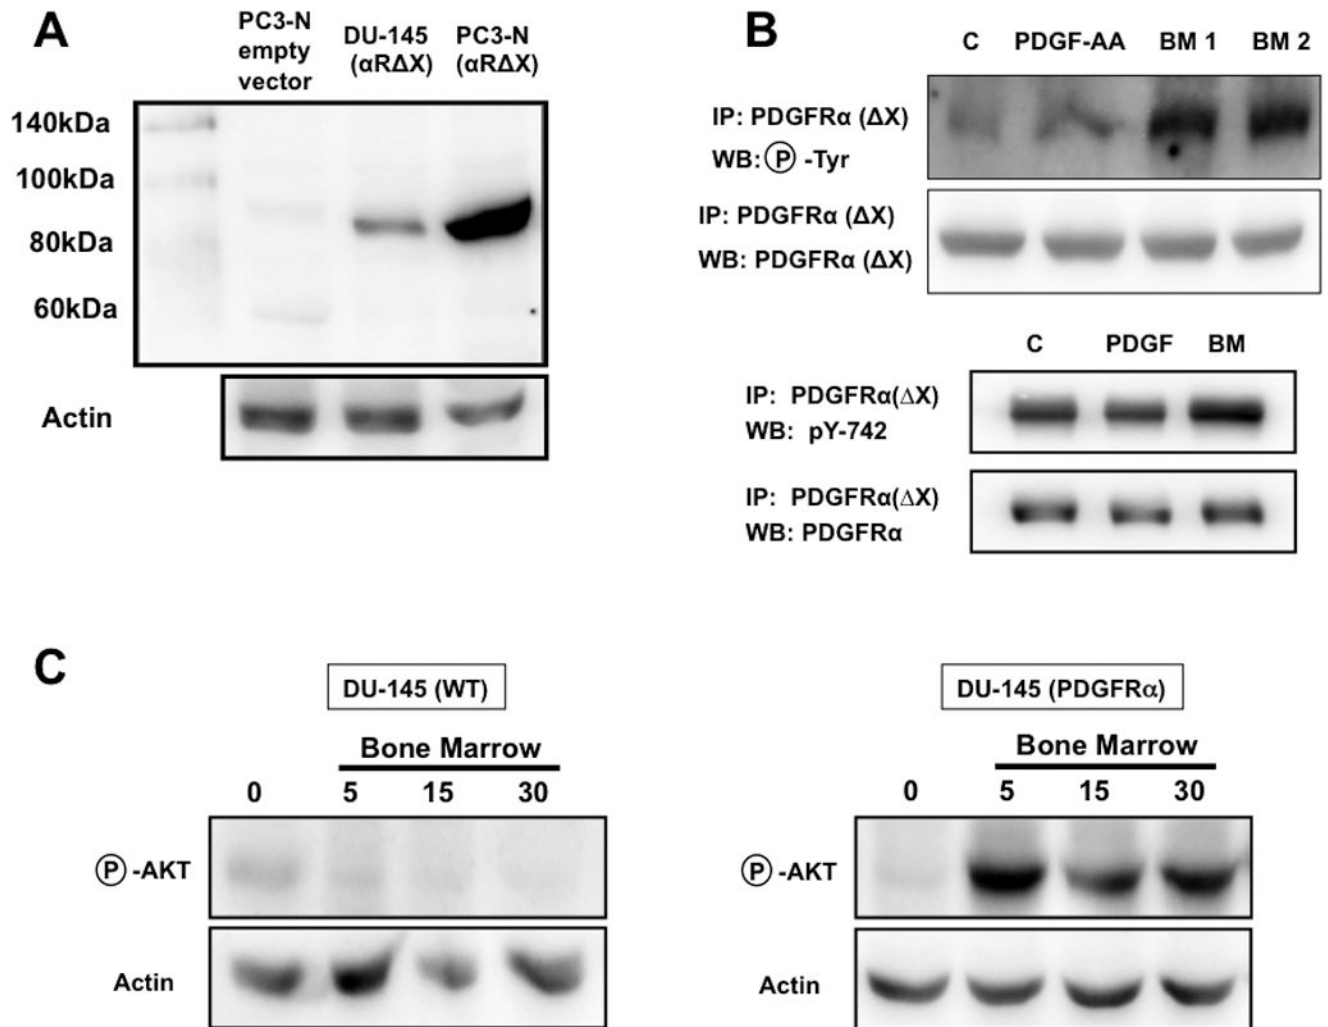 A
PC3-N
empty
vector
DU-145
(αRΔX)
PC3-N
(αRΔX)
140kDa
100kDa
80kDa
60kDa
Actin
B
C PDGF-AA BM 1 BM 2
IP: PDGFRα (ΔX)
WB: Ⓟ -Tyr
IP: PDGFRα (ΔX)
WB: PDGFRα (ΔX)
C PDGF BM
IP: PDGFRα(ΔX)
WB: pY-742
IP: PDGFRα(ΔX)
WB: PDGFRα
C
DU-145 (WT)
Bone Marrow
0 5 15 30
Ⓟ -AKT
Actin
DU-145 (PDGFRα)
Bone Marrow
0 5 15 30
Ⓟ -AKT
Actin